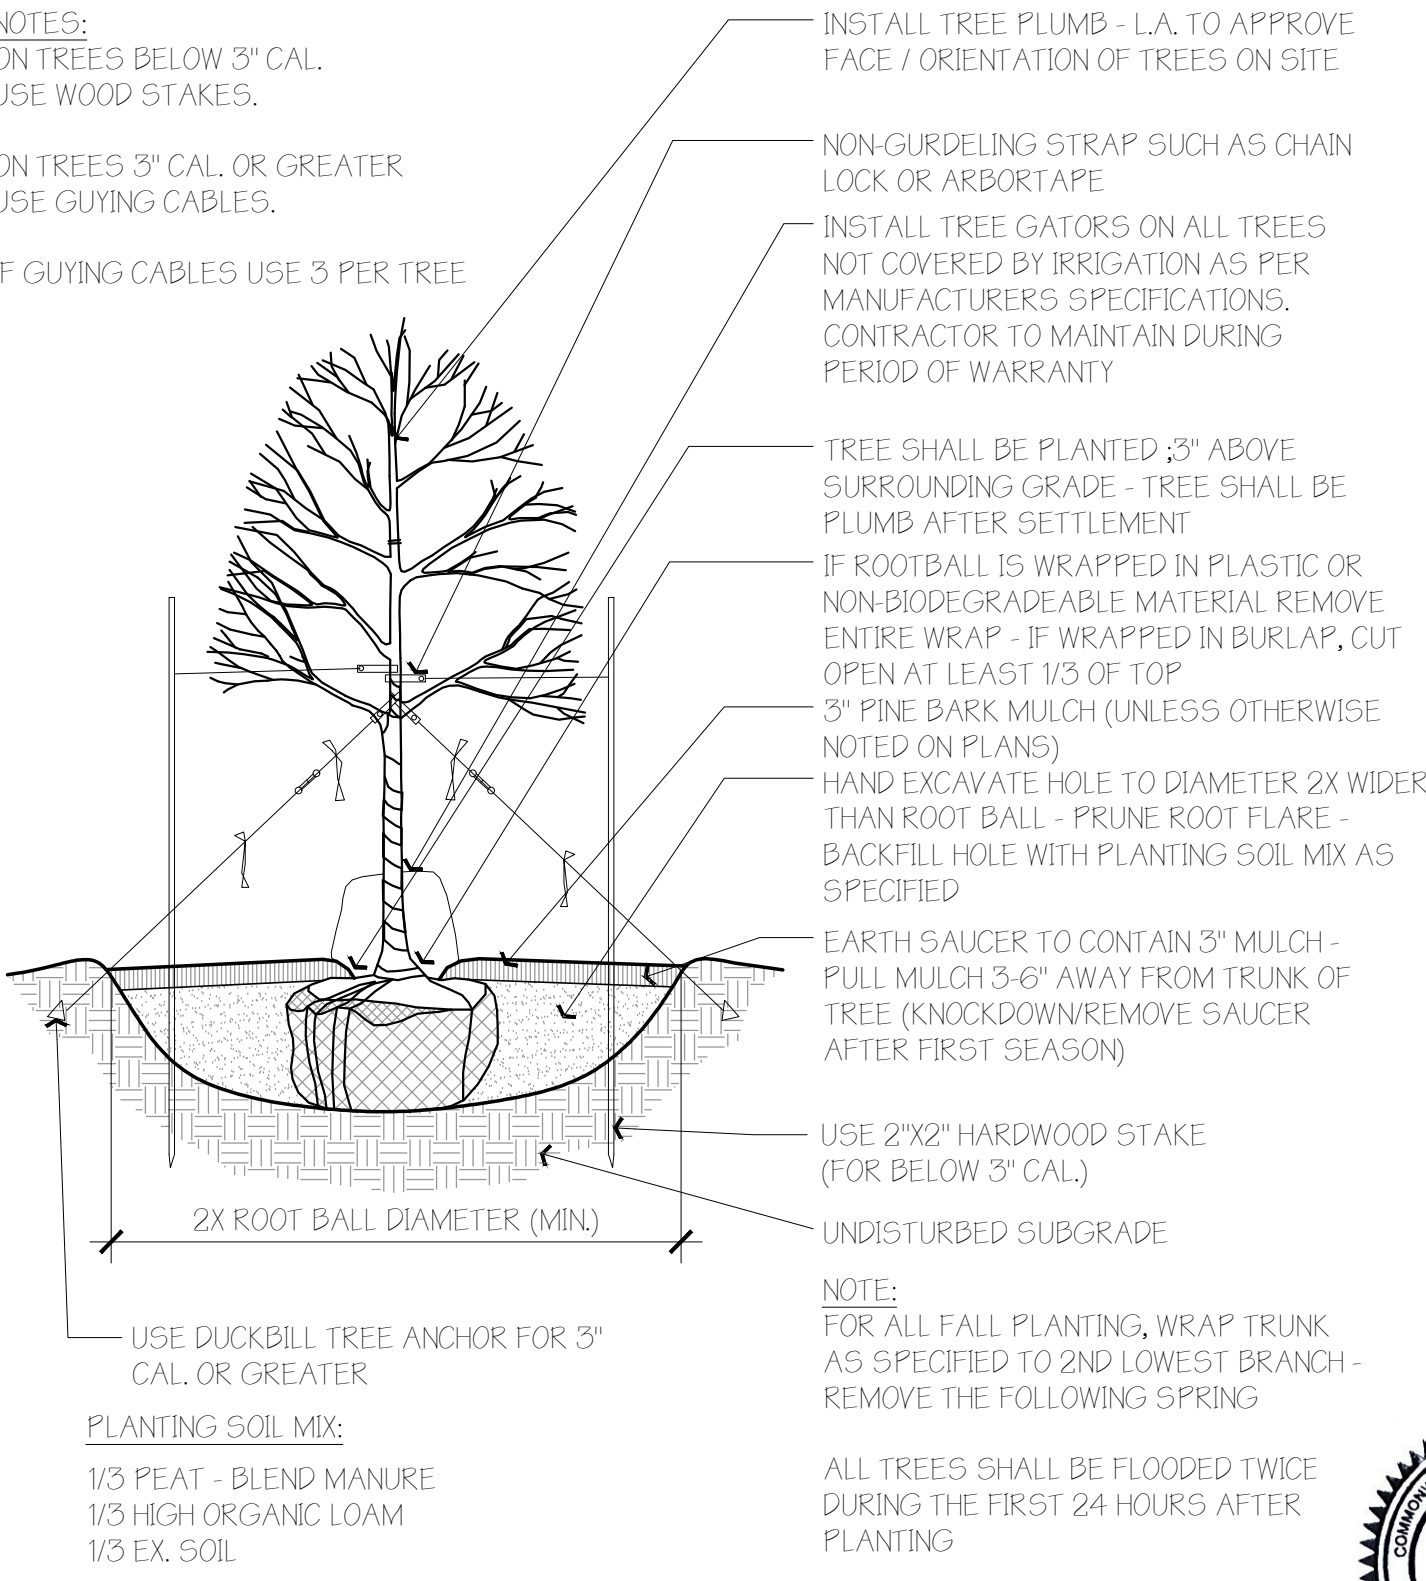 NOTES:
ON TREES BELOW 3" CAL.
USE WOOD STAKES.
ON TREES 3" CAL. OR GREATER
USE GUYING CABLES.
IF GUYING CABLES USE 3 PER TREE
INSTALL TREE PLUMB - L.A. TO APPROVE
FACE / ORIENTATION OF TREES ON SITE
NON-GURDELING STRAP SUCH AS CHAIN
LOCK OR ARBORTAPE
INSTALL TREE GATORS ON ALL TREES
NOT COVERED BY IRRIGATION AS PER
MANUFACTURERS SPECIFICATIONS.
CONTRACTOR TO MAINTAIN DURING
PERIOD OF WARRANTY
TREE SHALL BE PLANTED ;3" ABOVE
SURROUNDING GRADE - TREE SHALL BE
PLUMB AFTER SETTLEMENT
IF ROOTBALL IS WRAPPED IN PLASTIC OR
NON-BIODEGRADEABLE MATERIAL REMOVE
ENTIRE WRAP - IF WRAPPED IN BURLAP, CUT
OPEN AT LEAST 1/3 OF TOP
3" PINE BARK MULCH (UNLESS OTHERWISE
NOTED ON PLANS)
HAND EXCAVATE HOLE TO DIAMETER 2X WIDER
THAN ROOT BALL - PRUNE ROOT FLARE -
BACKFILL HOLE WITH PLANTING SOIL MIX AS
SPECIFIED
EARTH SAUCER TO CONTAIN 3" MULCH -
PULL MULCH 3-6" AWAY FROM TRUNK OF
TREE (KNOCKDOWN/REMOVE SAUCER
AFTER FIRST SEASON)
USE 2"X2" HARDWOOD STAKE
(FOR BELOW 3" CAL.)
UNDISTURBED SUBGRADE
2X ROOT BALL DIAMETER (MIN.)
USE DUCKBILL TREE ANCHOR FOR 3"
CAL. OR GREATER
PLANTING SOIL MIX:
1/3 PEAT - BLEND MANURE
1/3 HIGH ORGANIC LOAM
1/3 EX. SOIL
NOTE:
FOR ALL FALL PLANTING, WRAP TRUNK
AS SPECIFIED TO 2ND LOWEST BRANCH -
REMOVE THE FOLLOWING SPRING
ALL TREES SHALL BE FLOODED TWICE
DURING THE FIRST 24 HOURS AFTER
PLANTING